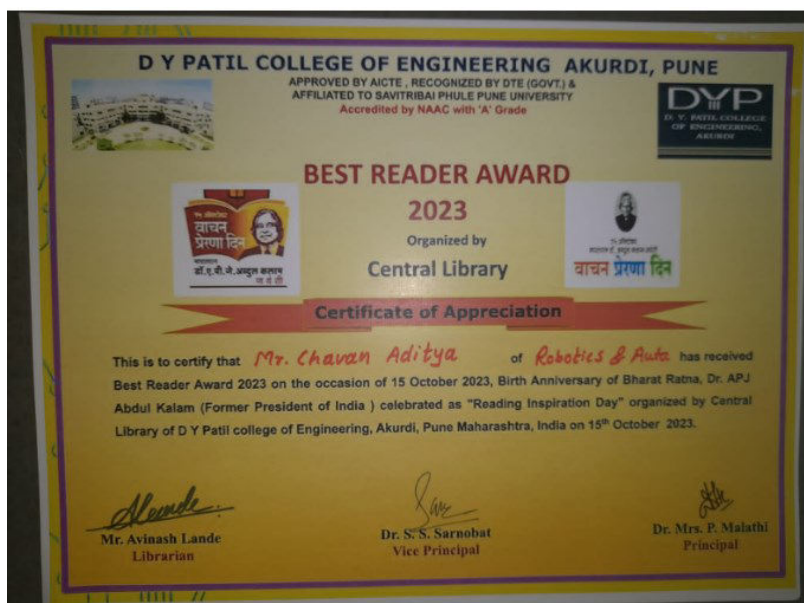 D Y PATIL COLLEGE OF ENGINEERING AKURDI, PUNE
APPROVED BY AICTE , RECOGNIZED BY DTE (GOVT.) &
AFFILIATED TO SAVITRIBAI PHULE PUNE UNIVERSITY
Accredited by NAAC with 'A' Grade
DYP
D. Y. PATIL COLLEGE
OF ENGINEERING,
AKURDI
BEST READER AWARD
2023
Organized by
Central Library
वाचन
प्रेरणा दिन
डॉ.ए.पी.जे.अब्दुल कलाम
वाचन प्रेरणा दिन
Certificate of Appreciation
This is to certify that Mr. Chavan Aditya of Robotics & Auto has received
Best Reader Award 2023 on the occasion of 15 October 2023, Birth Anniversary of Bharat Ratna, Dr. APJ
Abdul Kalam (Former President of India ) celebrated as "Reading Inspiration Day" organized by Central
Library of D Y Patil college of Engineering, Akurdi, Pune Maharashtra, India on 15th October 2023.
Mr. Avinash Lande
Librarian
Dr. S. S. Sarnobat
Vice Principal
Dr. Mrs. P. Malathi
Principal